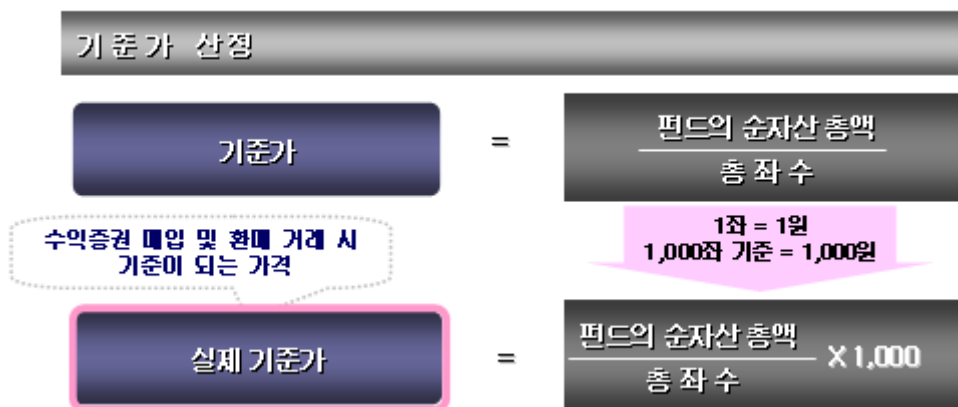 기준가 산정
기준가
=
펀드의 순자산 총액
총 좌 수
수익증권 매입 및 환매 거래 시
기준이 되는 가격
1좌 = 1원
1,000좌 기준 = 1,000원
실제 기준가
=
펀드의 순자산 총액
총 좌 수
X 1,000